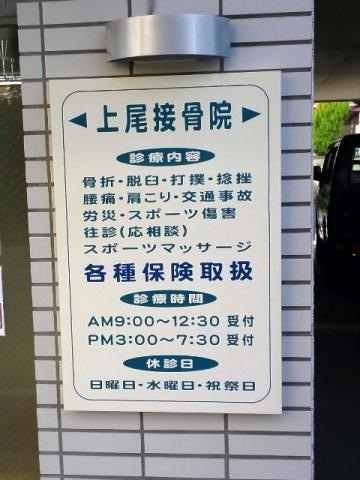 ◀上尾接骨院▶
診療内容
骨折・脱臼・打撲・捻挫
腰痛・肩こり・交通事故
労災・スポーツ傷害
往診(応相談)
スポーツマッサージ
各種保険取扱
診療時間
AM9:00～12:30 受付
PM3:00～7:30 受付
休診日
日曜日・水曜日・祝祭日